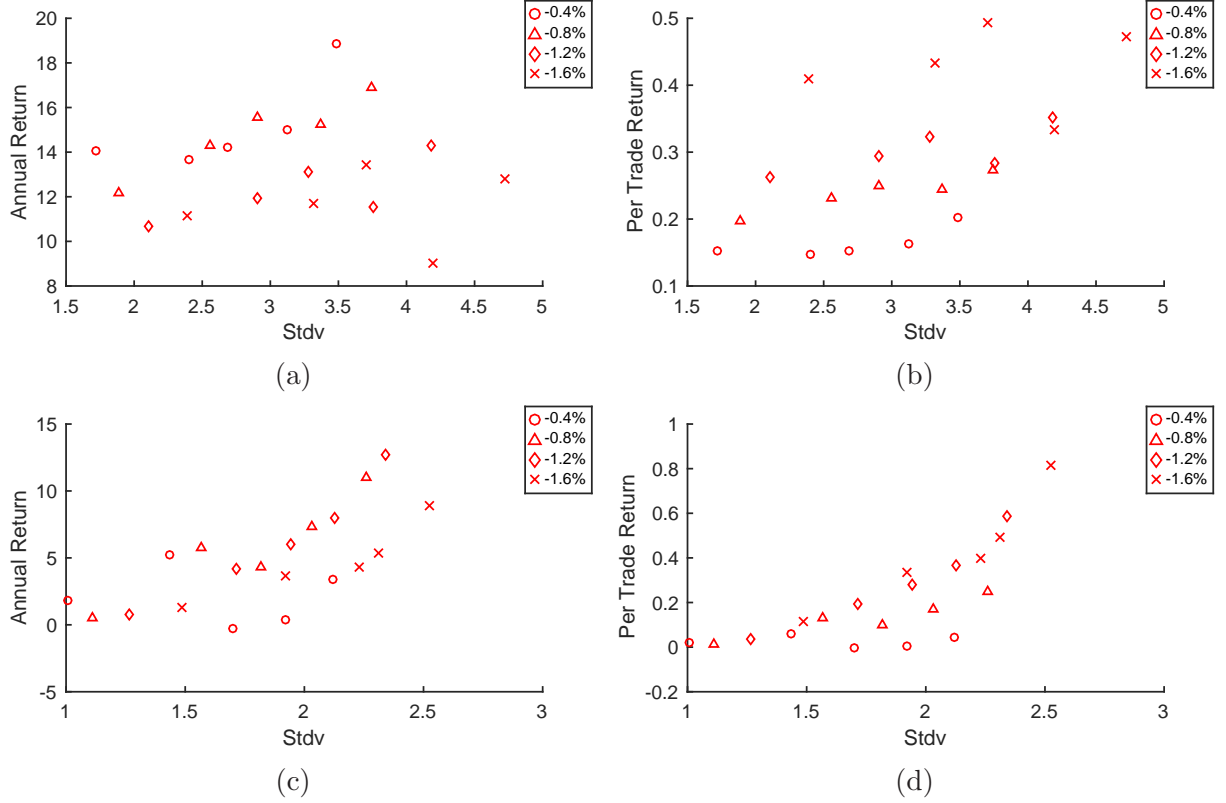 20
18
16
14
12
10
8
Annual Return
1.5 2 2.5 3 3.5 4 4.5 5
Stdv
-0.4%
-0.8%
-1.2%
-1.6%
(a)
0.5
0.4
0.3
0.2
0.1
Per Trade Return
1.5 2 2.5 3 3.5 4 4.5 5
Stdv
-0.4%
-0.8%
-1.2%
-1.6%
(b)
15
10
5
0
-5
Annual Return
1 1.5 2 2.5 3
Stdv
-0.4%
-0.8%
-1.2%
-1.6%
(c)
1
0.8
0.6
0.4
0.2
0
-0.2
Per Trade Return
1 1.5 2 2.5 3
Stdv
-0.4%
-0.8%
-1.2%
-1.6%
(d)